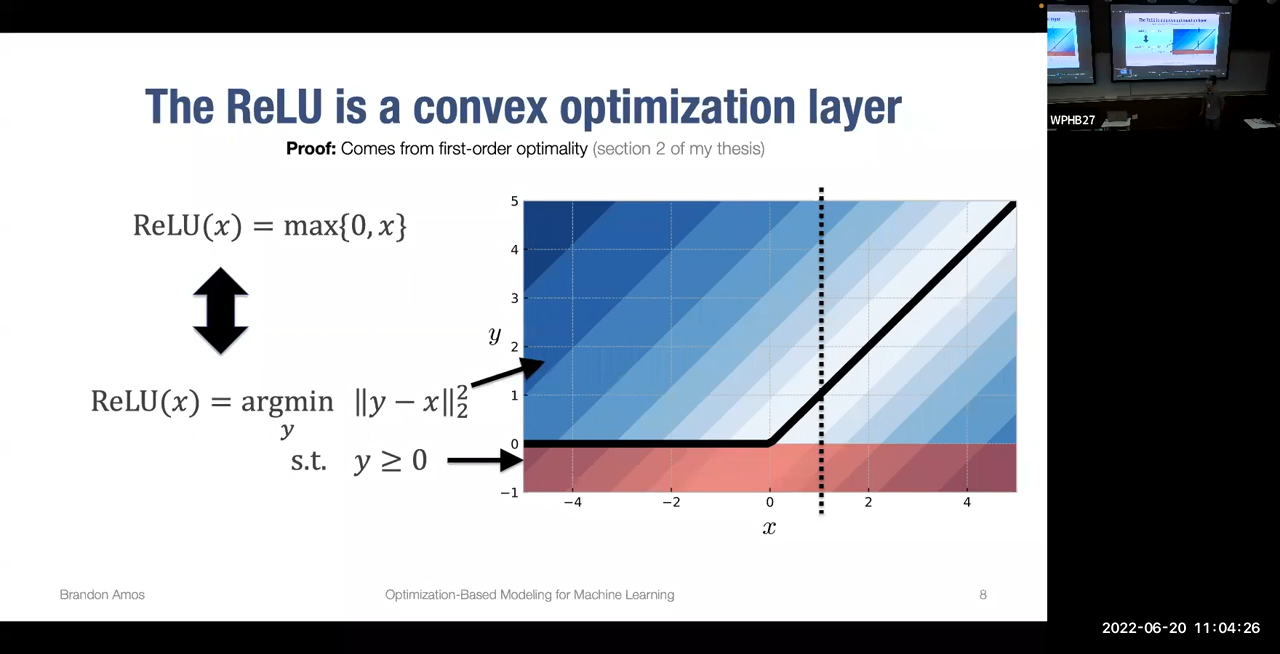 The ReLU is a convex optimization layer
Proof: Comes from first-order optimality (section 2 of my thesis)
ReLU(x) = max{0, x}
ReLU(x) = argmin ‖y − x‖₂²
y
s.t. y ≥ 0
5
4
3
y
2
1
0
−1
−4 −2 0 2 4
x
Brandon Amos Optimization-Based Modeling for Machine Learning 8
WPHB27
2022-06-20 11:04:26